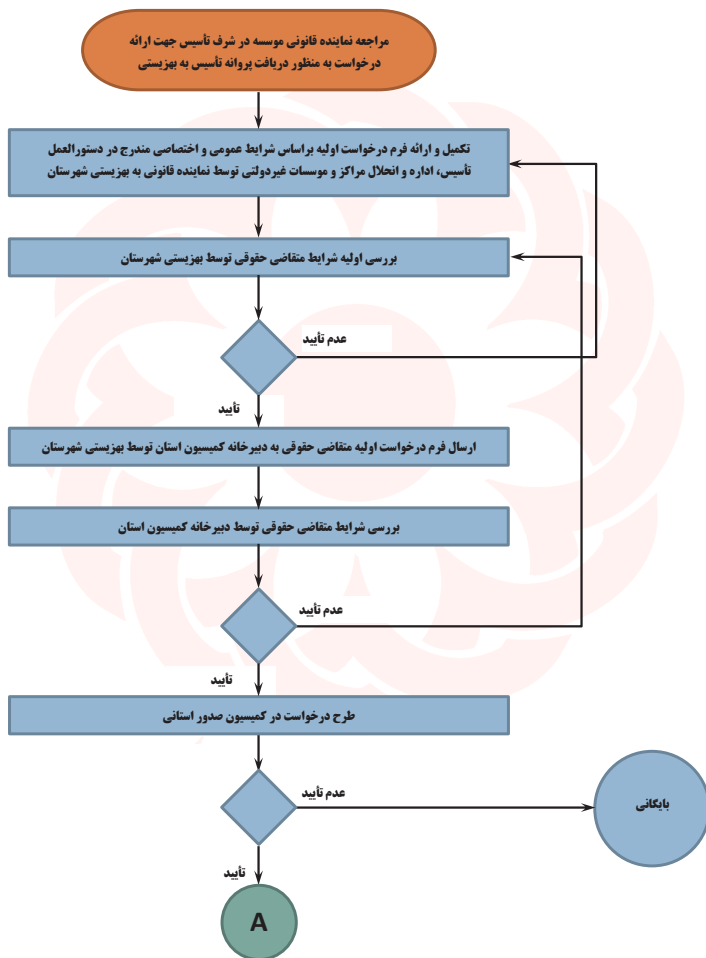 مراجعه نماینده قانونی موسسه در شرف تأسیس جهت ارائه
درخواست به منظور دریافت پروانه تأسیس به بهزیستی
تکمیل و ارائه فرم درخواست اولیه براساس شرایط عمومی و اختصاصی مندرج در دستورالعمل
تأسیس، اداره و انحلال مراکز و موسسات غیردولتی توسط نماینده قانونی به بهزیستی شهرستان
بررسی اولیه شرایط متقاضی حقوقی توسط بهزیستی شهرستان
عدم تأیید
تأیید
ارسال فرم درخواست اولیه متقاضی حقوقی به دبیرخانه کمیسیون استان توسط بهزیستی شهرستان
بررسی شرایط متقاضی حقوقی توسط دبیرخانه کمیسیون استان
عدم تأیید
تأیید
طرح درخواست در کمیسیون صدور استانی
عدم تأیید
بایگانی
تأیید
A